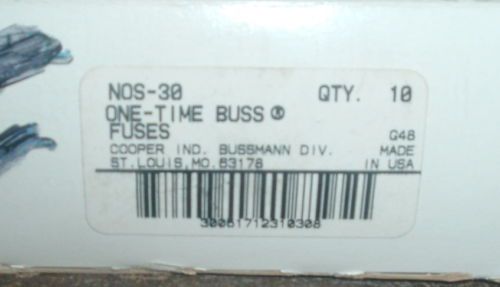 NOS-30 QTY. 10
ONE-TIME BUSS®
FUSES G48
COOPER IND. BUSSMANN DIV. MADE
ST. LOUIS, MO. 63178 IN USA
30061712310308